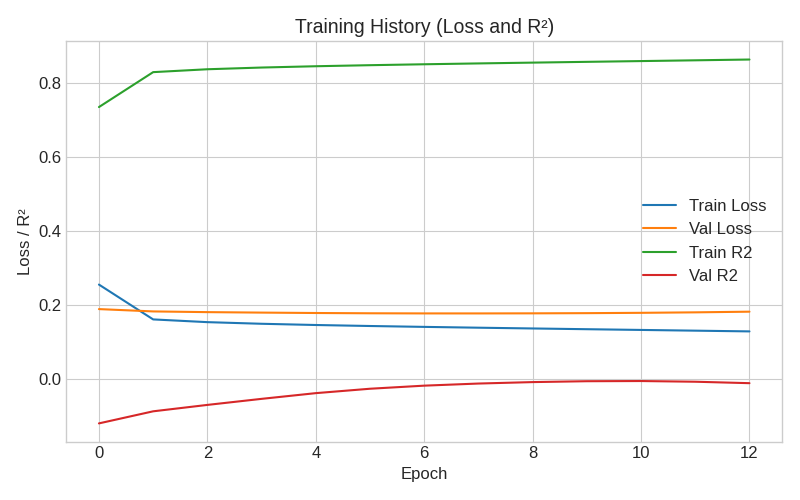 Training History (Loss and R²)
Loss / R²
0.8
0.6
0.4
0.2
0.0
Train Loss
Val Loss
Train R2
Val R2
0 2 4 6 8 10 12
Epoch